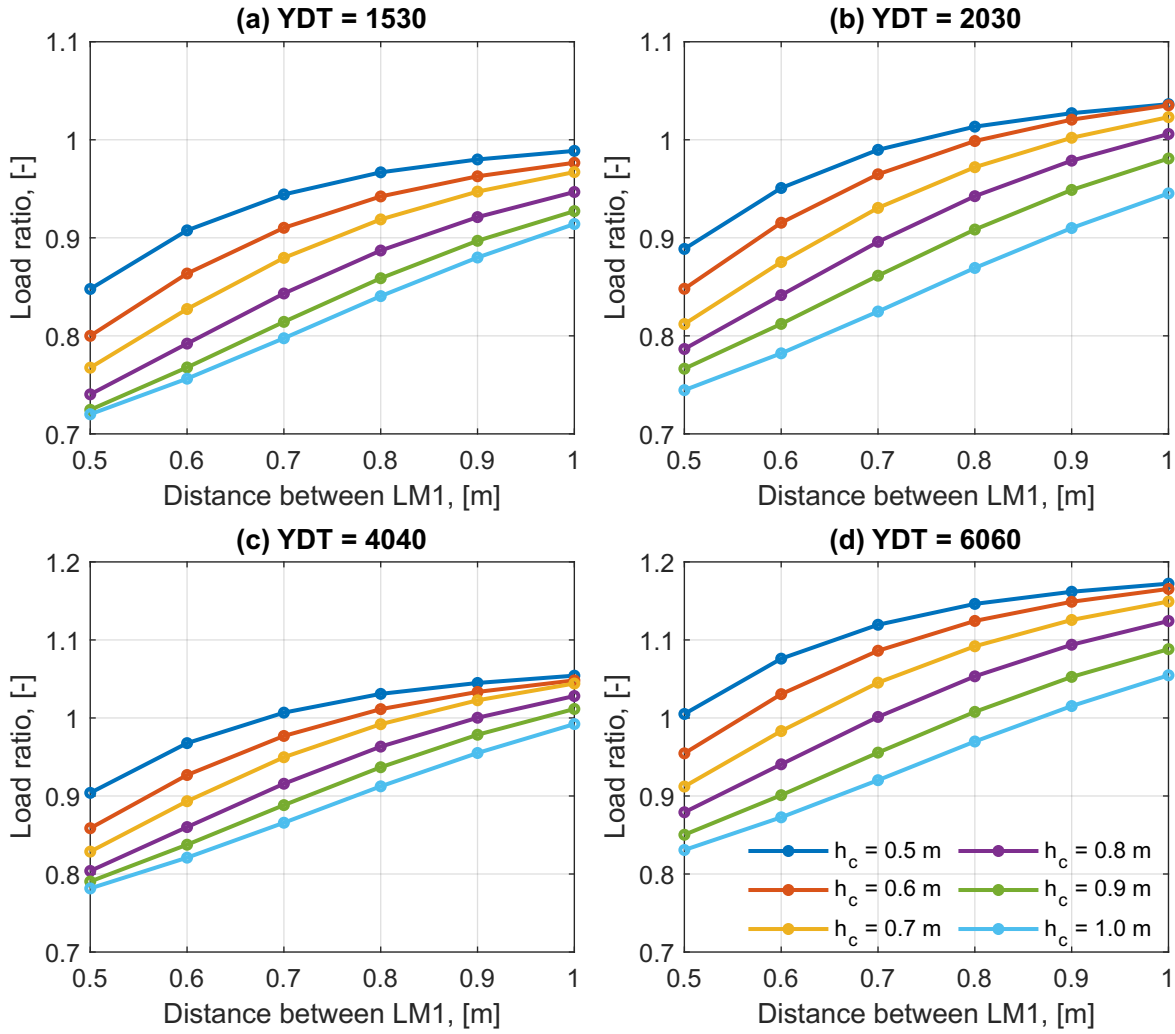 (a) YDT = 1530
1.1
1
0.9
0.8
0.7
Load ratio, [-]
0.5 0.6 0.7 0.8 0.9 1
Distance between LM1, [m]
(b) YDT = 2030
1.1
1
0.9
0.8
0.7
Load ratio, [-]
0.5 0.6 0.7 0.8 0.9 1
Distance between LM1, [m]
(c) YDT = 4040
1.2
1.1
1
0.9
0.8
0.7
Load ratio, [-]
0.5 0.6 0.7 0.8 0.9 1
Distance between LM1, [m]
(d) YDT = 6060
1.2
1.1
1
0.9
0.8
0.7
Load ratio, [-]
h_c = 0.5 m
h_c = 0.6 m
h_c = 0.7 m
h_c = 0.8 m
h_c = 0.9 m
h_c = 1.0 m
0.5 0.6 0.7 0.8 0.9 1
Distance between LM1, [m]